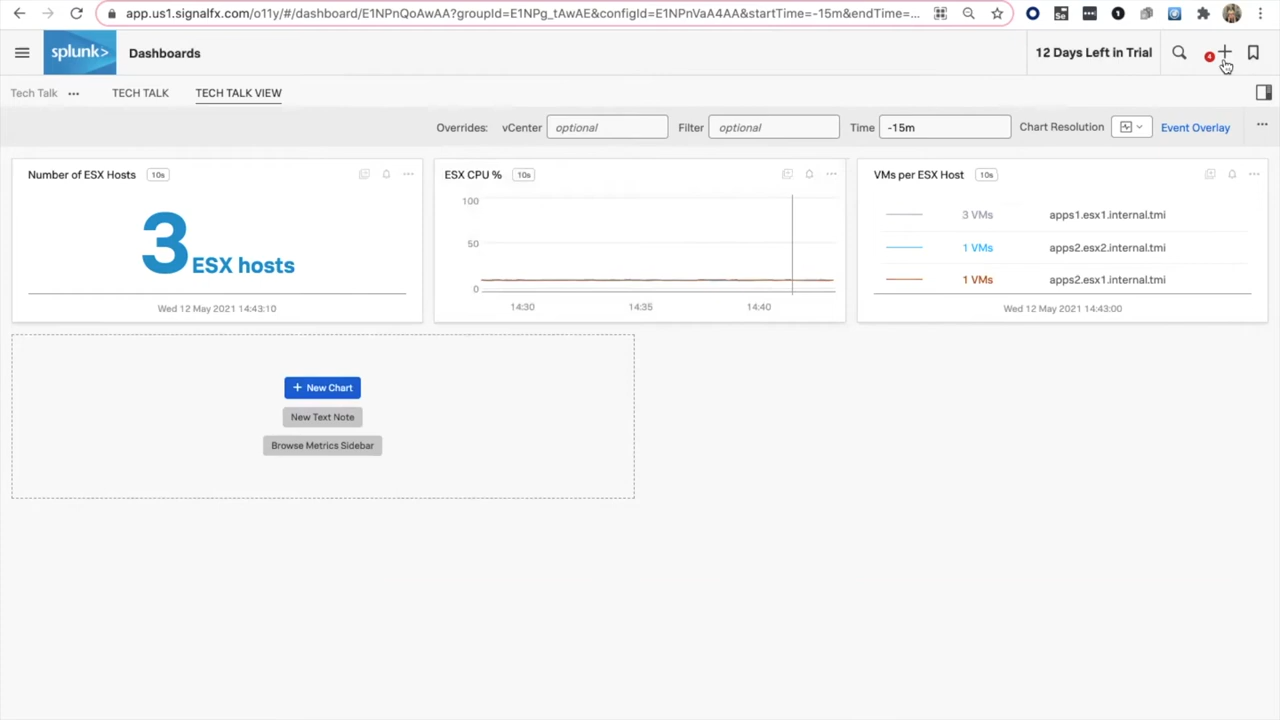 app.us1.signalfx.com/o11y/#/dashboard/E1NPnQoAwAA?groupId=E1NPg_tAwAE&configId=E1NPnVaA4AA&startTime=-15m&endTime=...
splunk>
Dashboards
12 Days Left in Trial
4
Tech Talk
TECH TALK
TECH TALK VIEW
Overrides:
vCenter
optional
Filter
optional
Time
-15m
Chart Resolution
Event Overlay
Number of ESX Hosts
10s
3 ESX hosts
Wed 12 May 2021 14:43:10
ESX CPU %
10s
100
50
0
14:30
14:35
14:40
VMs per ESX Host
10s
3 VMs apps1.esx1.internal.tmi
1 VMs apps2.esx2.internal.tmi
1 VMs apps2.esx1.internal.tmi
Wed 12 May 2021 14:43:00
+ New Chart
New Text Note
Browse Metrics Sidebar